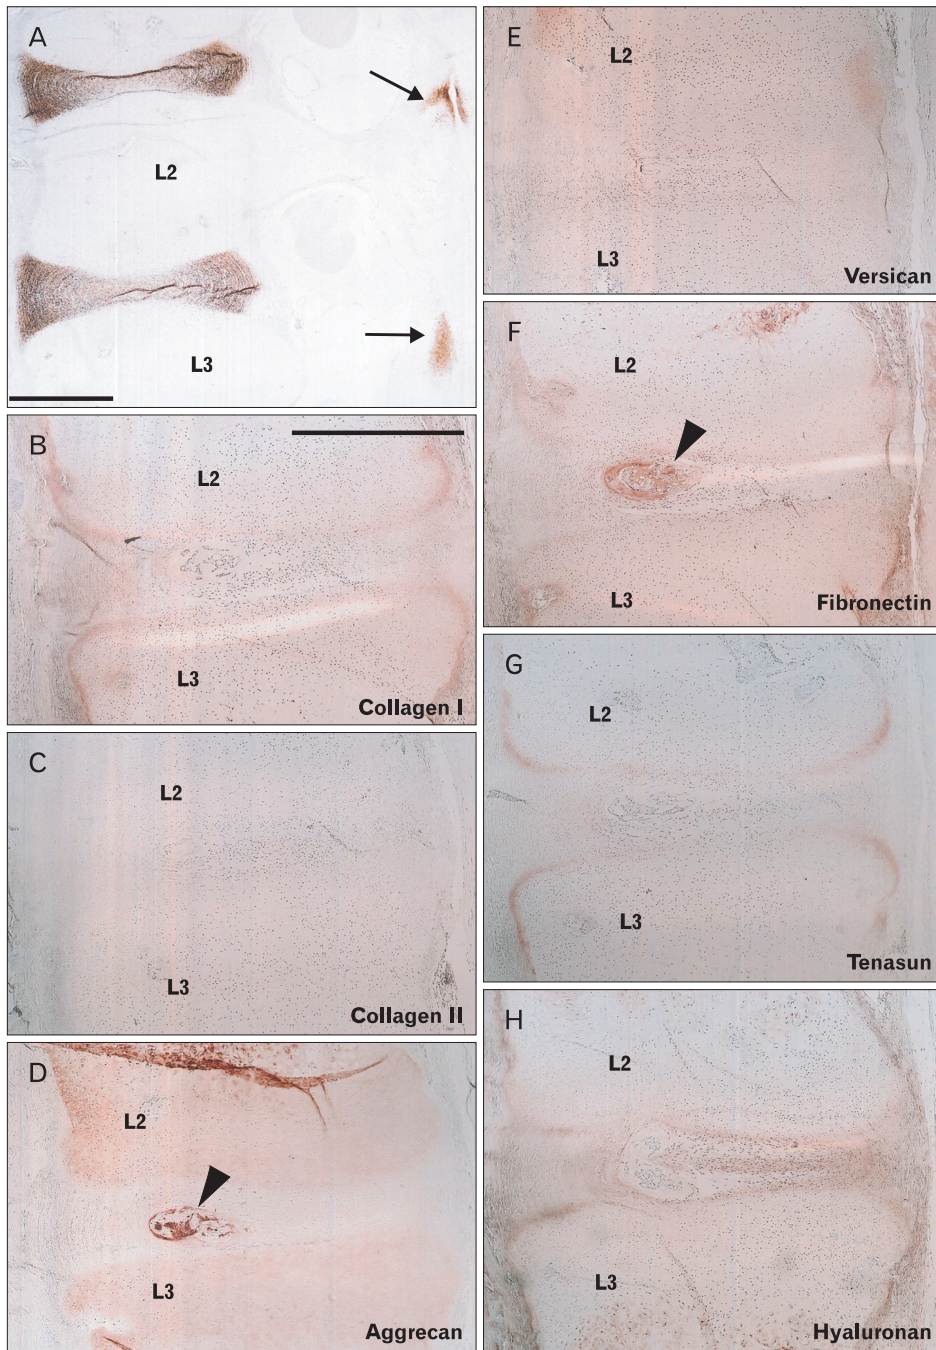 A
L2
L3
B
L2
L3
Collagen I
C
L2
L3
Collagen II
D
L2
L3
Aggrecan
E
L2
L3
Versican
F
L2
L3
Fibronectin
G
L2
L3
Tenasun
H
L2
L3
Hyaluronan